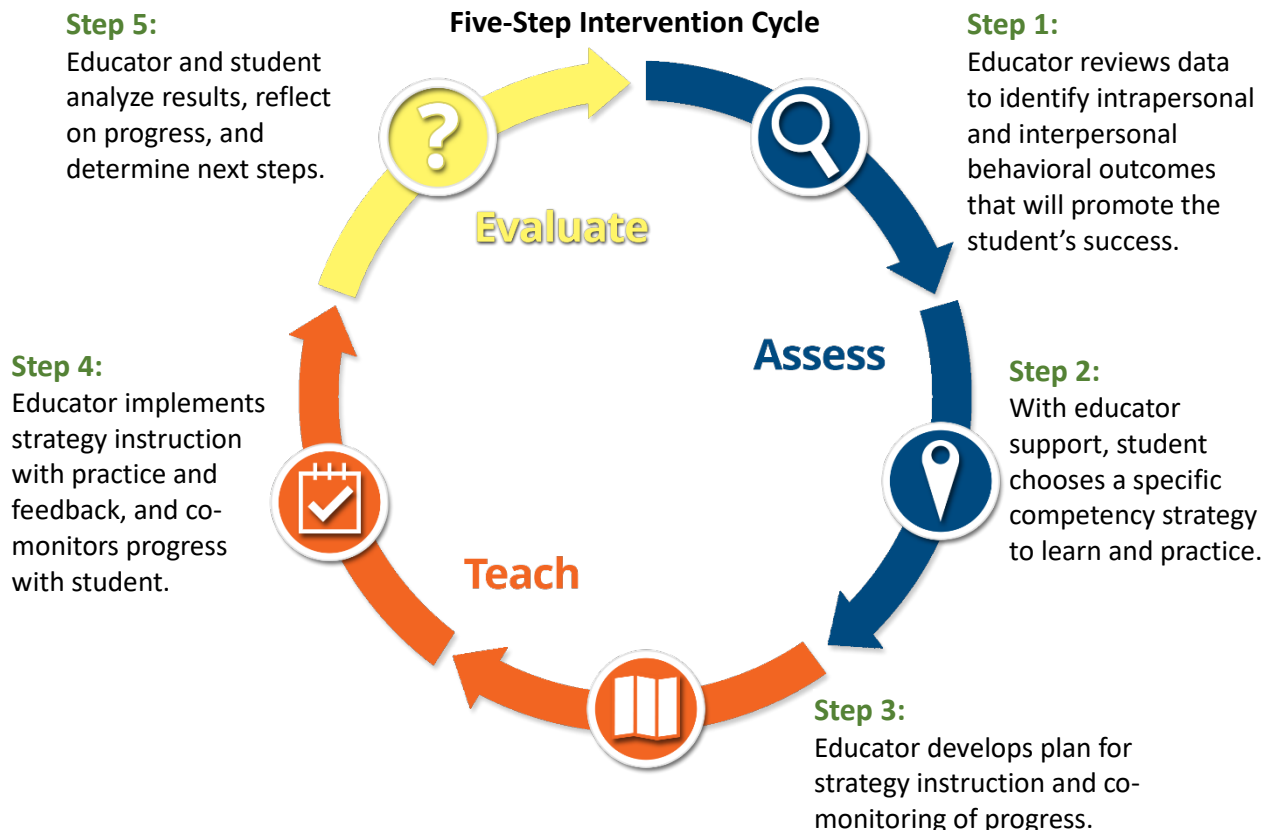 Five-Step Intervention Cycle
Step 1:
Educator reviews data
to identify intrapersonal
and interpersonal
behavioral outcomes
that will promote the
student’s success.
Assess
Step 2:
With educator
support, student
chooses a specific
competency strategy
to learn and practice.
Step 3:
Educator develops plan for
strategy instruction and co-
monitoring of progress.
Teach
Step 4:
Educator implements
strategy instruction
with practice and
feedback, and co-
monitors progress
with student.
Step 5:
Educator and student
analyze results, reflect
on progress, and
determine next steps.
?
Evaluate